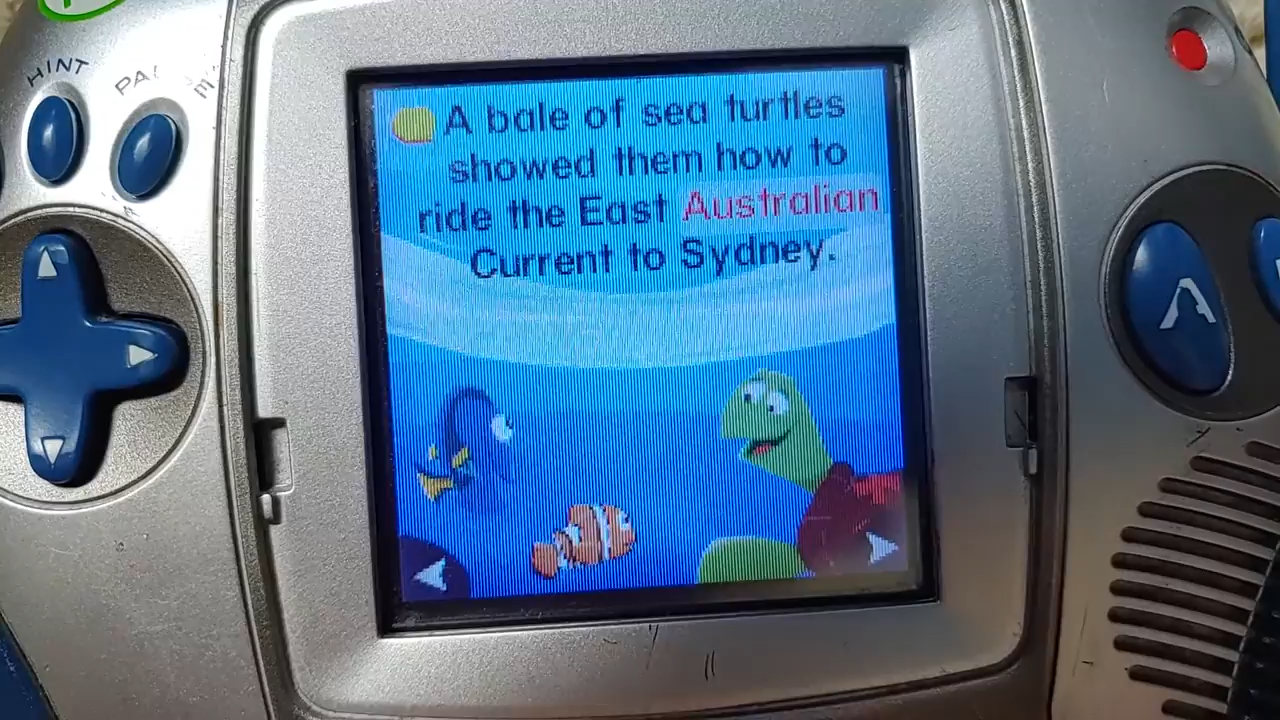 HINT
A bale of sea turtles
showed them how to
ride the East Australian
Current to Sydney.
A